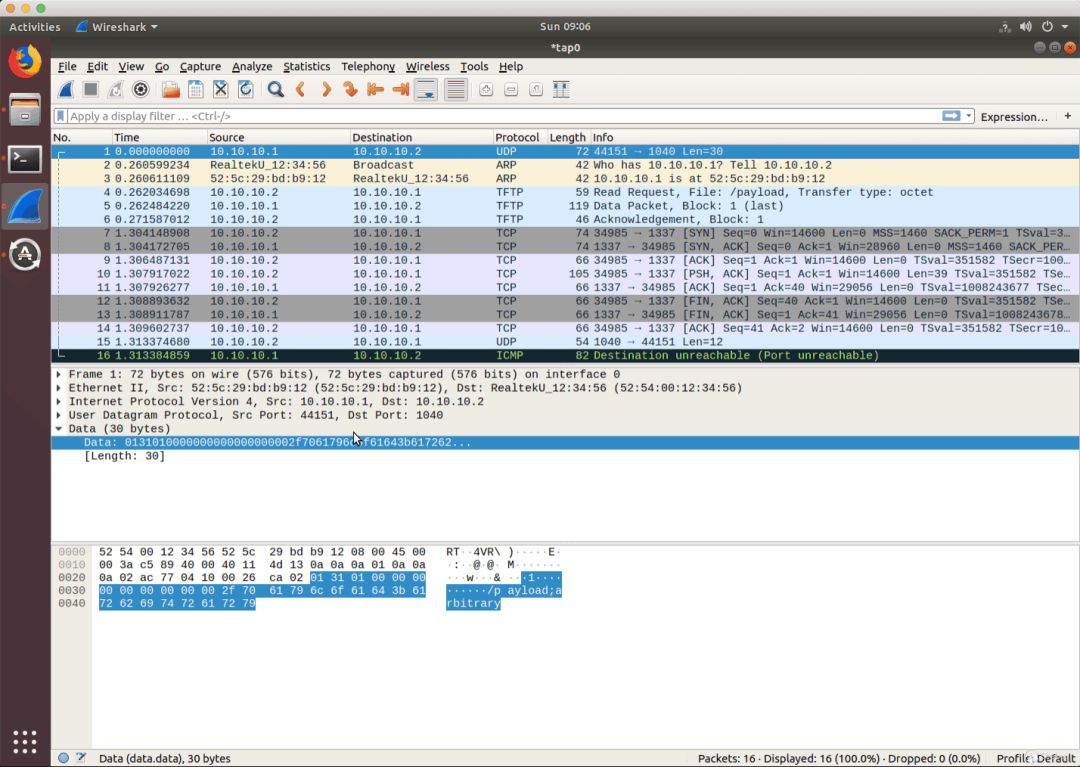 Activities Wireshark Sun 09:06
*tap0
File Edit View Go Capture Analyze Statistics Telephony Wireless Tools Help
Apply a display filter ... <Ctrl-/> Expression... +
No. Time Source Destination Protocol Length Info
1 0.000000000 10.10.10.1 10.10.10.2 UDP 72 44151 → 1040 Len=30
2 0.260599234 RealtekU_12:34:56 Broadcast ARP 42 Who has 10.10.10.1? Tell 10.10.10.2
3 0.260611109 52:5c:29:bd:b9:12 RealtekU_12:34:56 ARP 42 10.10.10.1 is at 52:5c:29:bd:b9:12
4 0.262034698 10.10.10.2 10.10.10.1 TFTP 59 Read Request, File: /payload, Transfer type: octet
5 0.262484220 10.10.10.1 10.10.10.2 TFTP 119 Data Packet, Block: 1 (last)
6 0.271587012 10.10.10.2 10.10.10.1 TFTP 46 Acknowledgement, Block: 1
7 1.304148908 10.10.10.2 10.10.10.1 TCP 74 34985 → 1337 [SYN] Seq=0 Win=14600 Len=0 MSS=1460 SACK_PERM=1 TSval=3...
8 1.304172705 10.10.10.1 10.10.10.2 TCP 74 1337 → 34985 [SYN, ACK] Seq=0 Ack=1 Win=28960 Len=0 MSS=1460 SACK_PER...
9 1.306487131 10.10.10.2 10.10.10.1 TCP 66 34985 → 1337 [ACK] Seq=1 Ack=1 Win=14600 Len=0 TSval=351582 TSecr=100...
10 1.307917022 10.10.10.2 10.10.10.1 TCP 105 34985 → 1337 [PSH, ACK] Seq=1 Ack=1 Win=14600 Len=39 TSval=351582 TSe...
11 1.307926277 10.10.10.1 10.10.10.2 TCP 66 1337 → 34985 [ACK] Seq=1 Ack=40 Win=29056 Len=0 TSval=1008243677 TSec...
12 1.308893632 10.10.10.2 10.10.10.1 TCP 66 34985 → 1337 [FIN, ACK] Seq=40 Ack=1 Win=14600 Len=0 TSval=351582 TSe...
13 1.308911787 10.10.10.1 10.10.10.2 TCP 66 1337 → 34985 [FIN, ACK] Seq=1 Ack=41 Win=29056 Len=0 TSval=1008243678...
14 1.309602737 10.10.10.2 10.10.10.1 TCP 66 34985 → 1337 [ACK] Seq=41 Ack=2 Win=14600 Len=0 TSval=351582 TSecr=10...
15 1.313374680 10.10.10.2 10.10.10.1 UDP 54 1040 → 44151 Len=12
16 1.313384859 10.10.10.1 10.10.10.2 ICMP 82 Destination unreachable (Port unreachable)
Frame 1: 72 bytes on wire (576 bits), 72 bytes captured (576 bits) on interface 0
Ethernet II, Src: 52:5c:29:bd:b9:12 (52:5c:29:bd:b9:12), Dst: RealtekU_12:34:56 (52:54:00:12:34:56)
Internet Protocol Version 4, Src: 10.10.10.1, Dst: 10.10.10.2
User Datagram Protocol, Src Port: 44151, Dst Port: 1040
Data (30 bytes)
Data:
[Length: 30]
0000 52 54 00 12 34 56 52 5c 29 bd b9 12 08 00 45 00 RT··4VR\ )·····E·
0010 00 3a c5 89 40 00 40 11 4d 13 0a 0a 0a 01 0a 0a ·:··@·@· M·······
0020 0a 02 ac 77 04 10 00 26 ca 02 01 31 01 00 00 00 ···w···& ···1····
0030 00 00 00 00 00 00 2f 70 61 79 6c 6f 61 64 3b 61 ······/p ayload;a
0040 72 62 69 74 72 61 72 79 rbitrary
Data (data.data), 30 bytes Packets: 16 · Displayed: 16 (100.0%) · Dropped: 0 (0.0%) Profile: Default